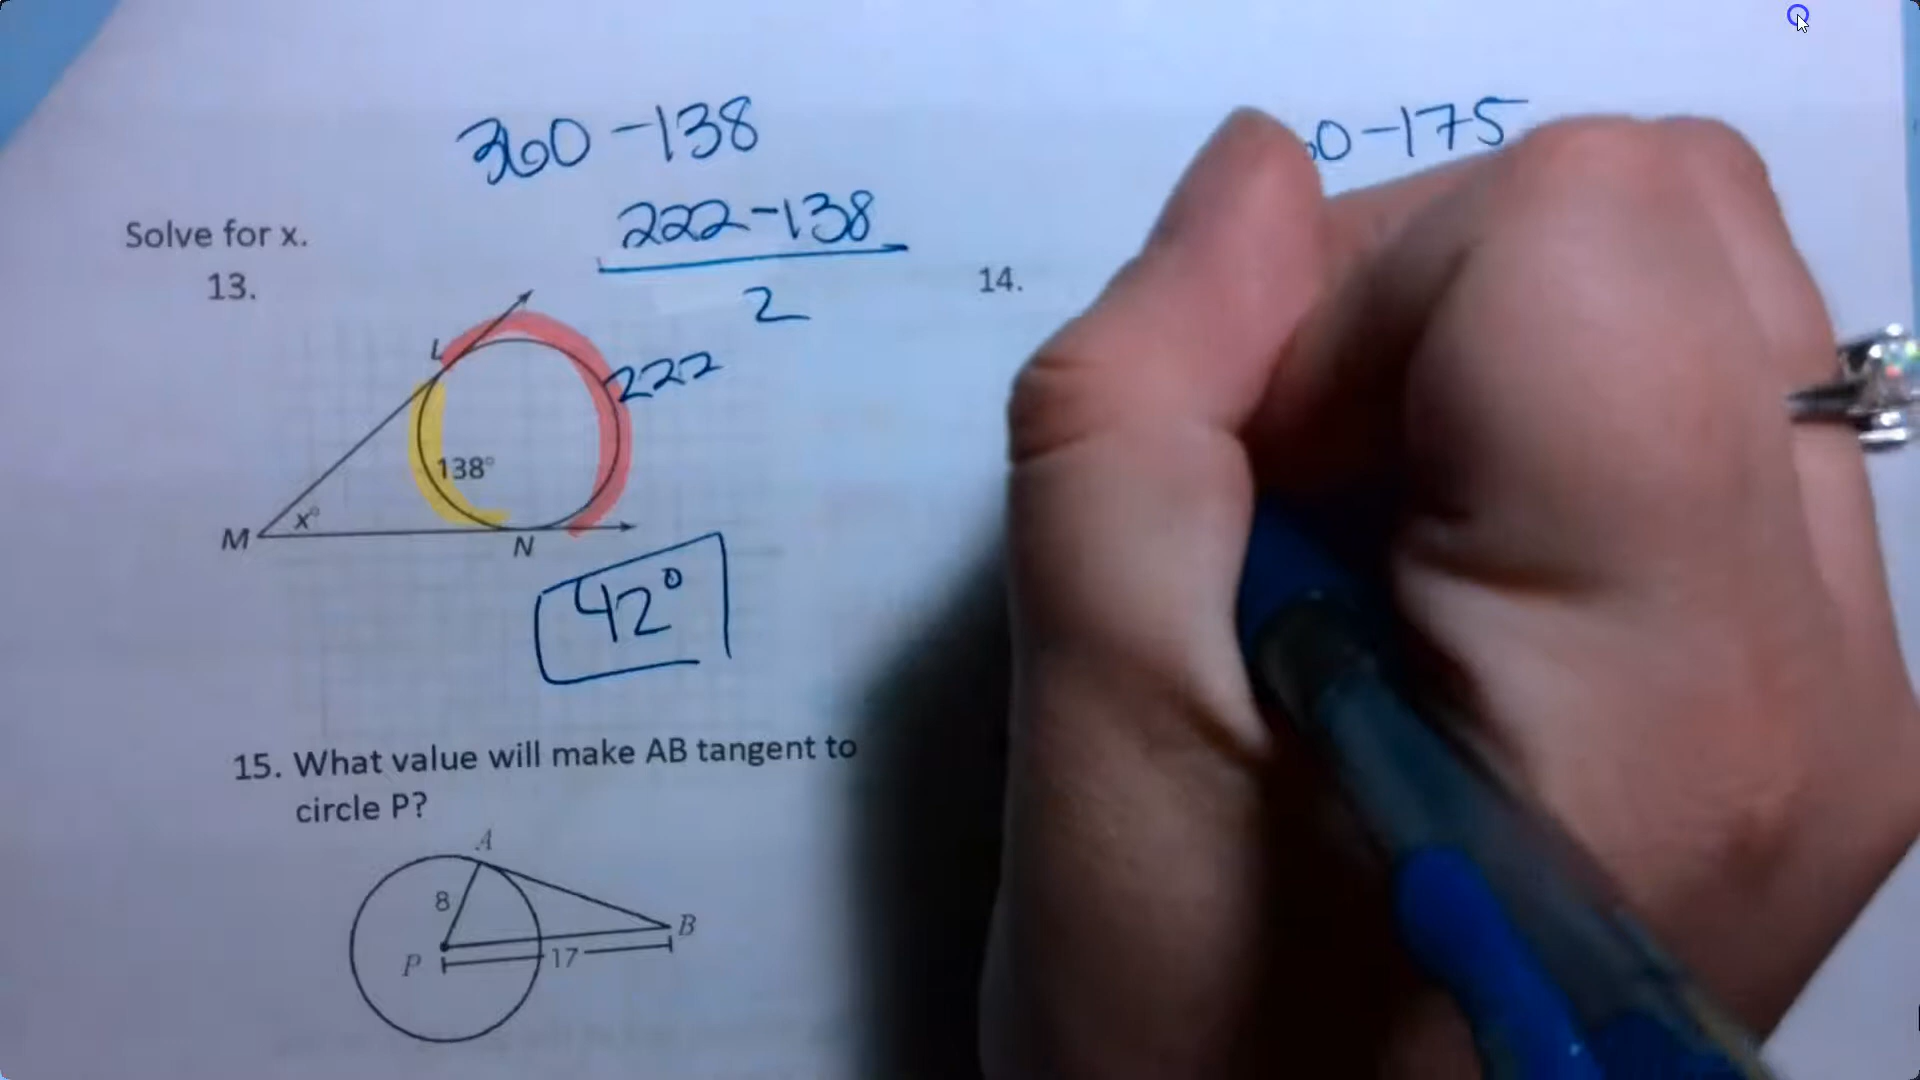 360-138
222-138
2
Solve for x.
13.
L
222
138°
M
x°
N
42°
0-175
14.
15. What value will make AB tangent to
circle P?
A
8
B
P
17